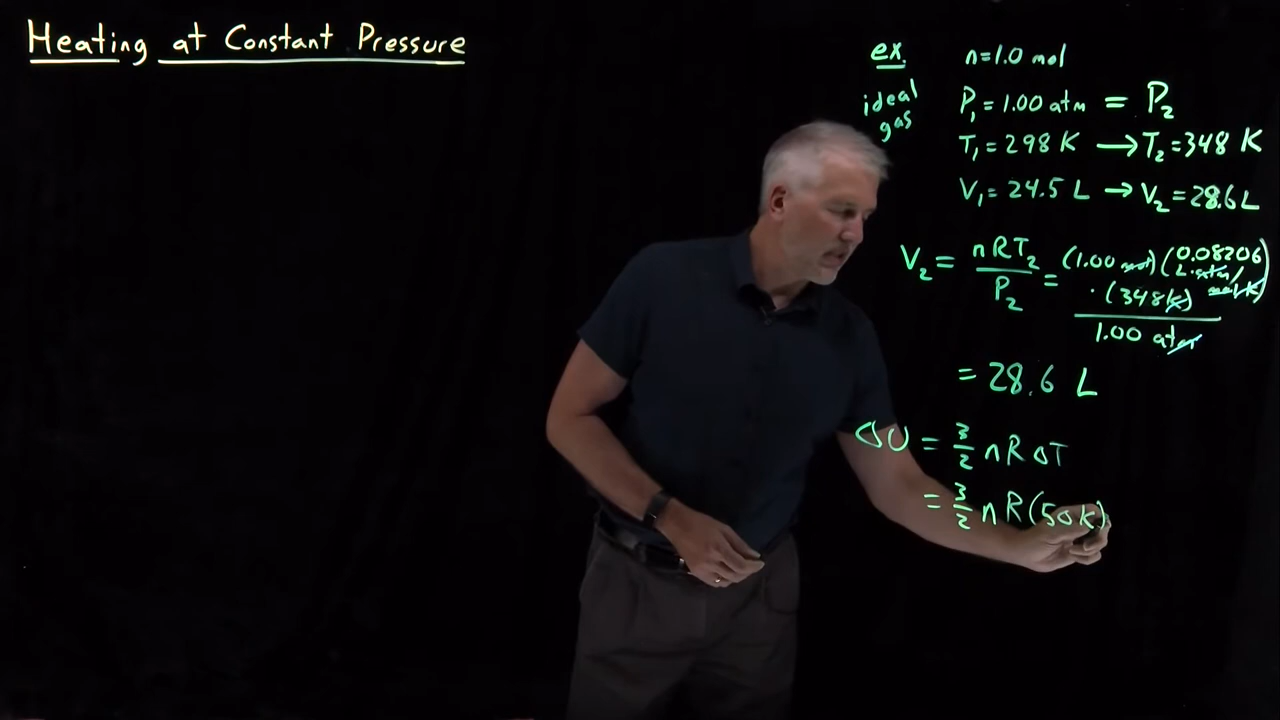 Heating at Constant Pressure
ex. n=1.0 mol
ideal gas
P₁ = 1.00 atm = P₂
T₁ = 298 K → T₂ = 348 K
V₁ = 24.5 L → V₂ = 28.6 L
V₂ = nRT₂ / P₂ = (1.00 mol)(0.08206 L·atm/mol K) · (348 K) / 1.00 atm
= 28.6 L
ΔU = 3/2 nRΔT
= 3/2 nR(50K)